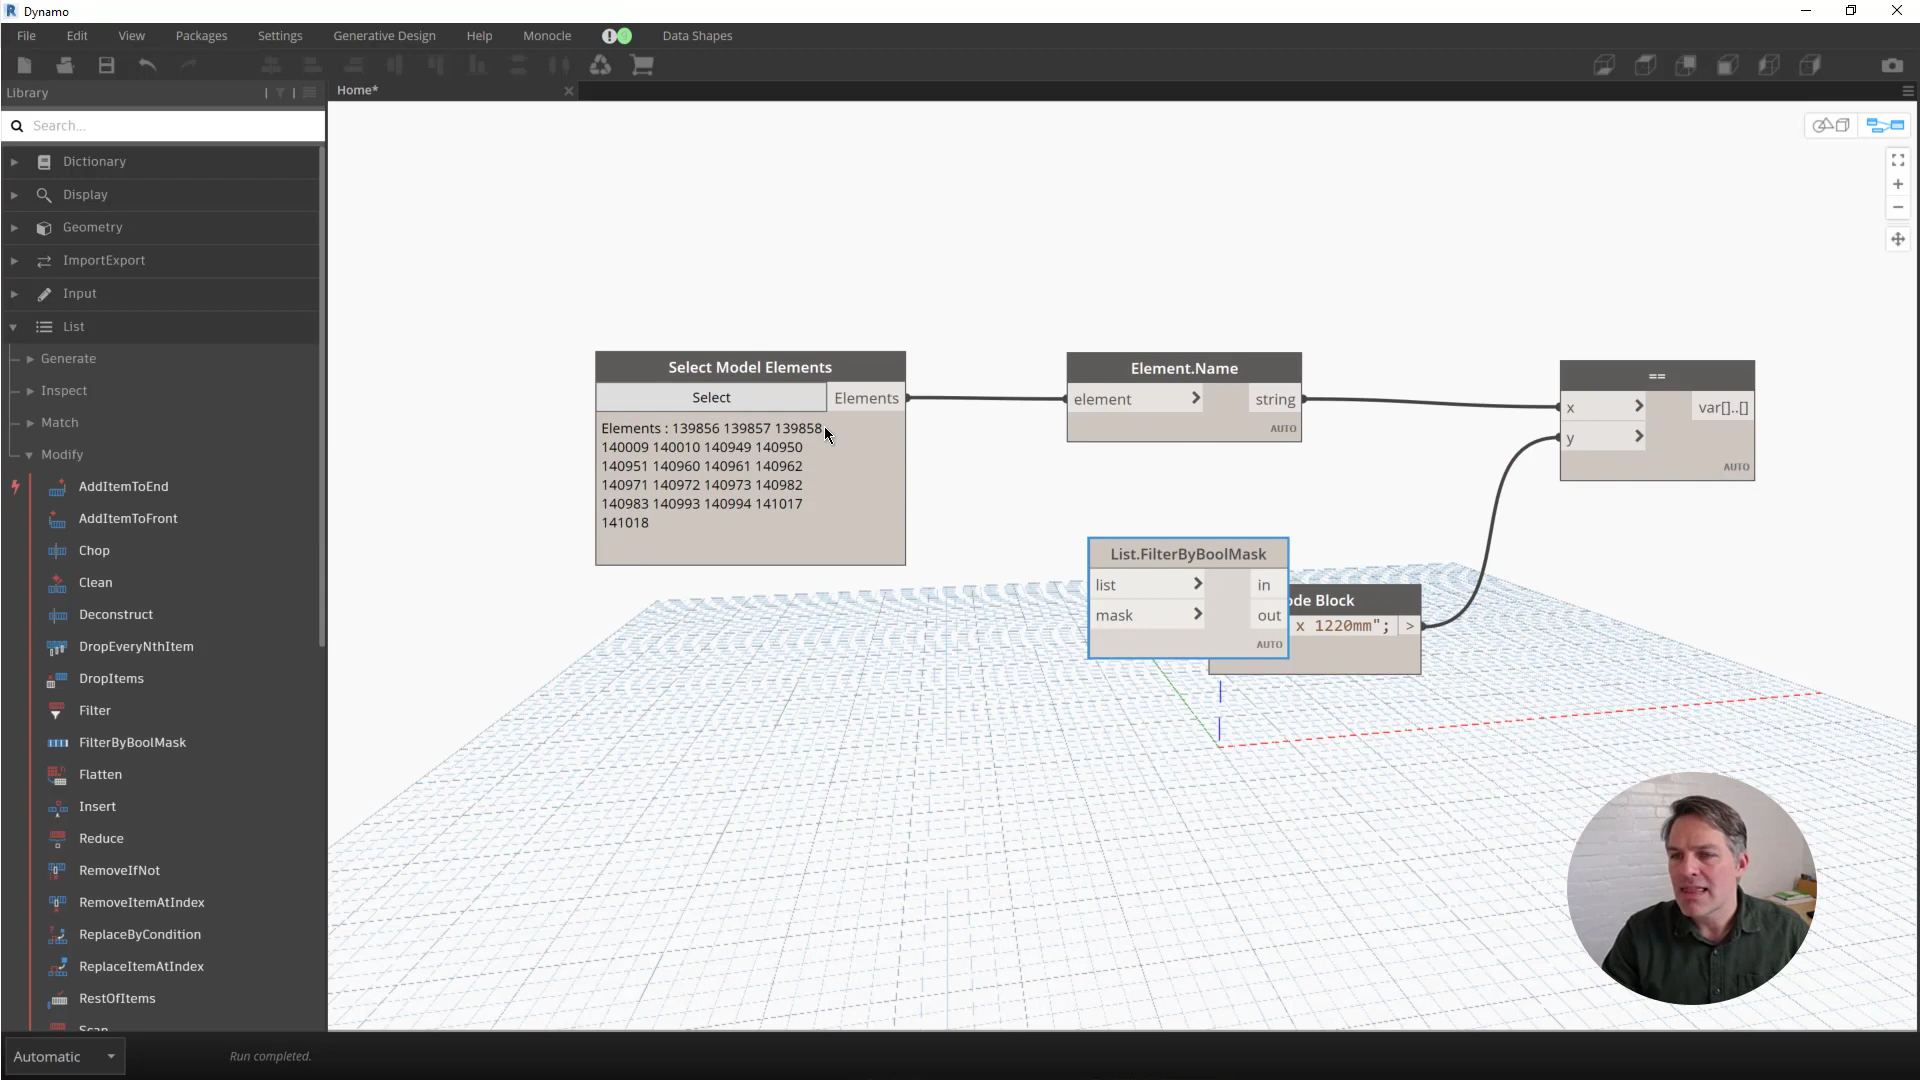 Dynamo
File Edit View Packages Settings Generative Design Help Monocle Data Shapes
Library
Home*
Search...
Dictionary
Display
Geometry
ImportExport
Input
List
Generate
Inspect
Match
Modify
AddItemToEnd
AddItemToFront
Chop
Clean
Deconstruct
DropEveryNthItem
DropItems
Filter
FilterByBoolMask
Flatten
Insert
Reduce
RemoveIfNot
RemoveItemAtIndex
ReplaceByCondition
ReplaceItemAtIndex
RestOfItems
Scan
Select Model Elements
Select Elements
Elements : 139856 139857 139858
140009 140010 140949 140950
140951 140960 140961 140962
140971 140972 140973 140982
140983 140993 140994 141017
141018
Element.Name
element > string
AUTO
==
x > var[]..[]
y >
AUTO
List.FilterByBoolMask
list > in
mask > out
AUTO
ode Block
x 1220mm"; >
Automatic
Run completed.